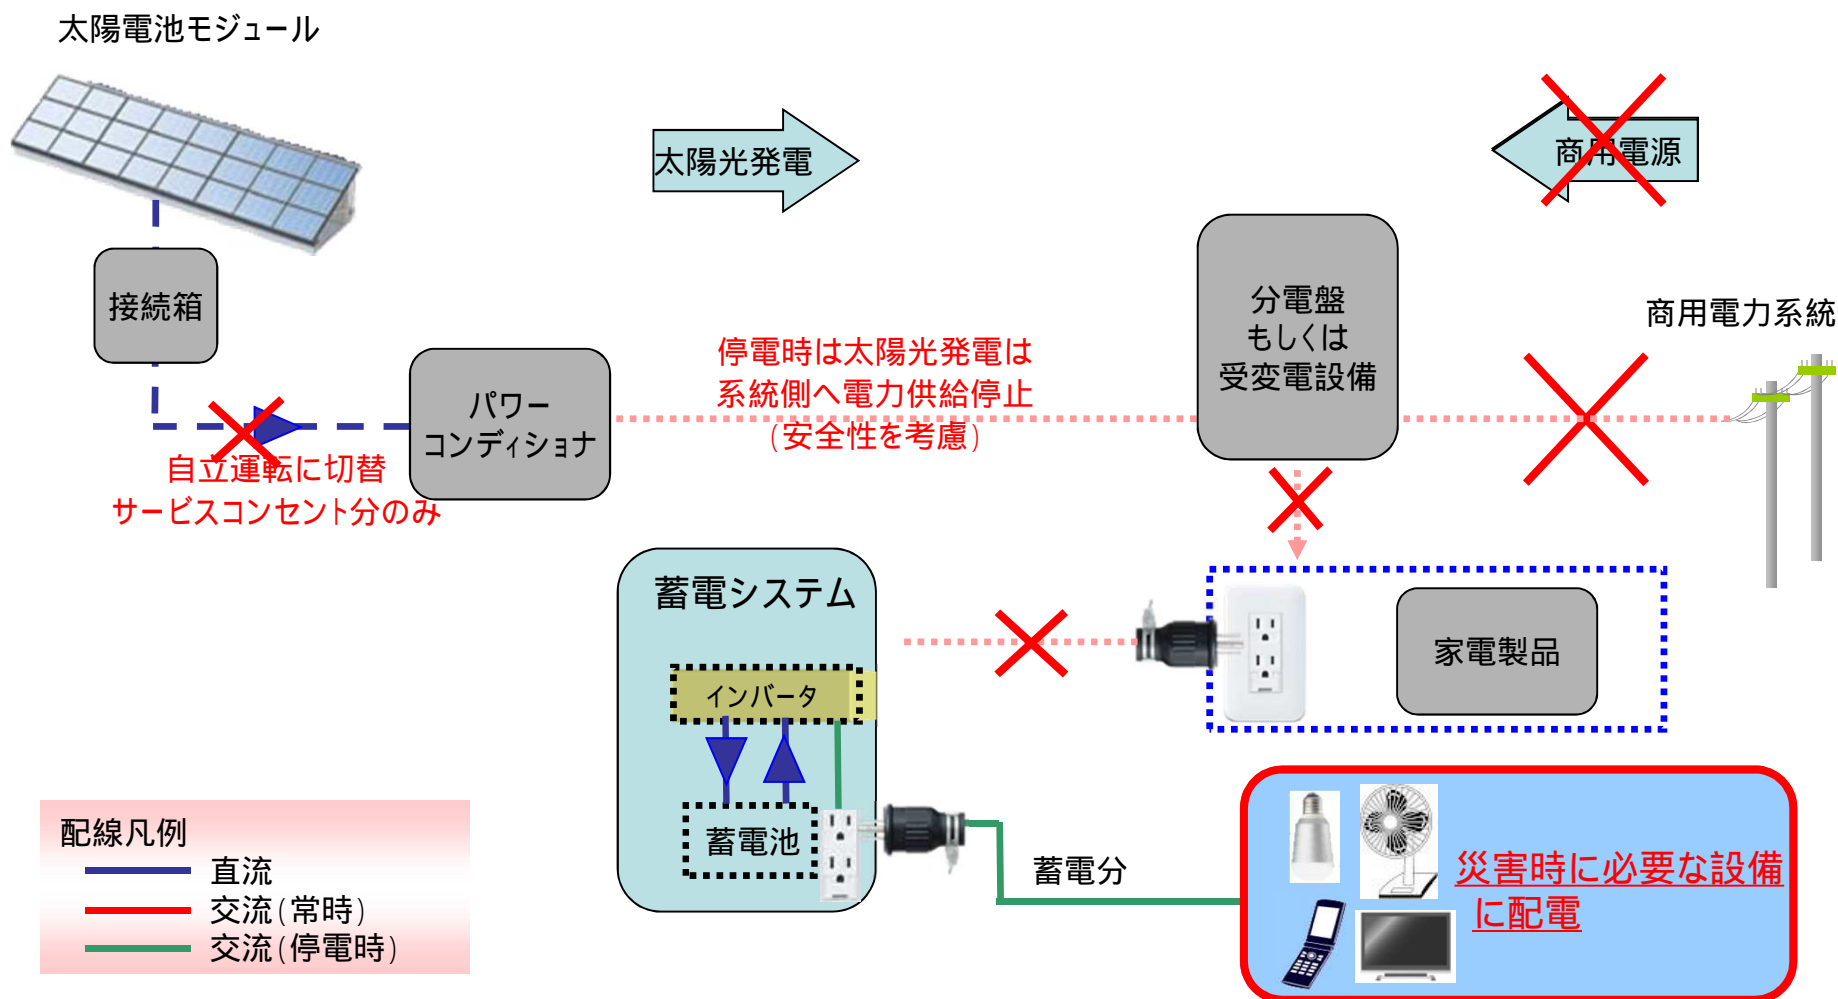 太陽電池モジュール
太陽光発電
商用電源
接続箱
分電盤
もしくは
受変電設備
商用電力系統
パワー
コンディショナ
停電時は太陽光発電は
系統側へ電力供給停止
(安全性を考慮)
自立運転に切替
サービスコンセント分のみ
蓄電システム
インバータ
蓄電池
家電製品
蓄電分
災害時に必要な設備
に配電
配線凡例
直流
交流(常時)
交流(停電時)